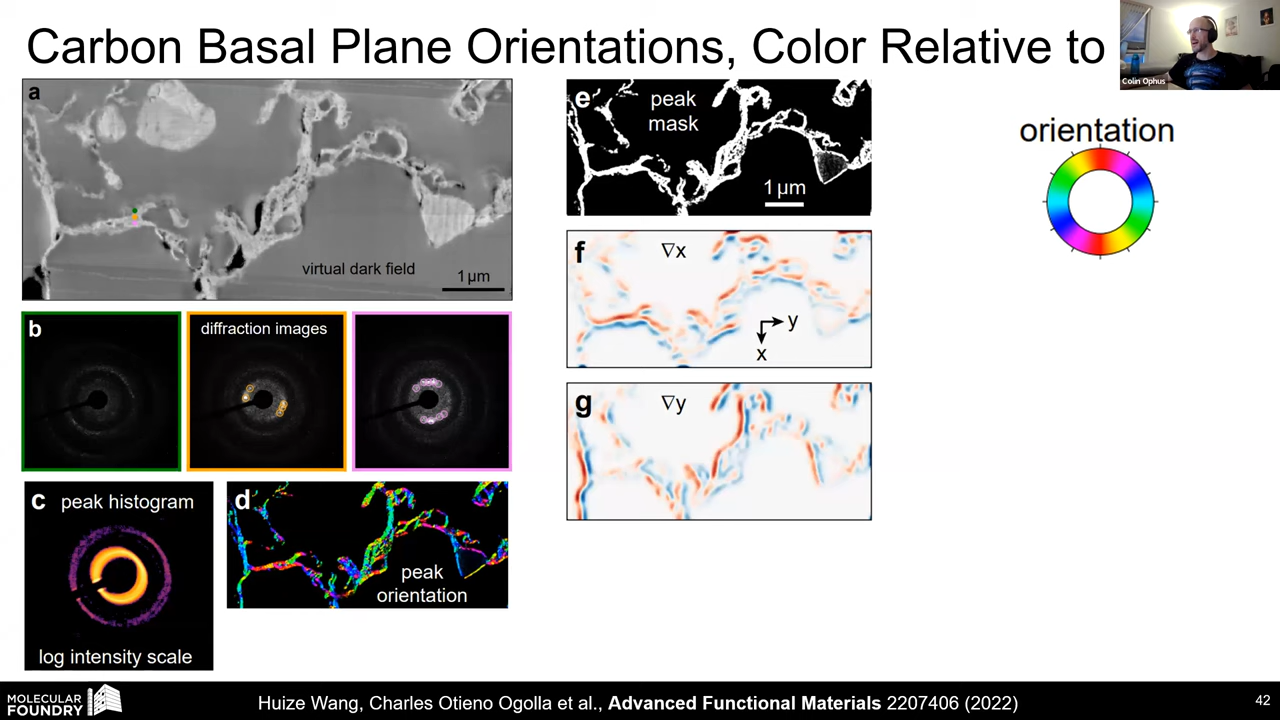 Carbon Basal Plane Orientations, Color Relative to
Colin Ophus
a
virtual dark field
1 μm
b
diffraction images
c
peak histogram
log intensity scale
d
peak
orientation
e
peak
mask
1 μm
f
∇x
y
x
g
∇y
orientation
MOLECULAR
FOUNDRY
Huize Wang, Charles Otieno Ogolla et al., Advanced Functional Materials 2207406 (2022)
42